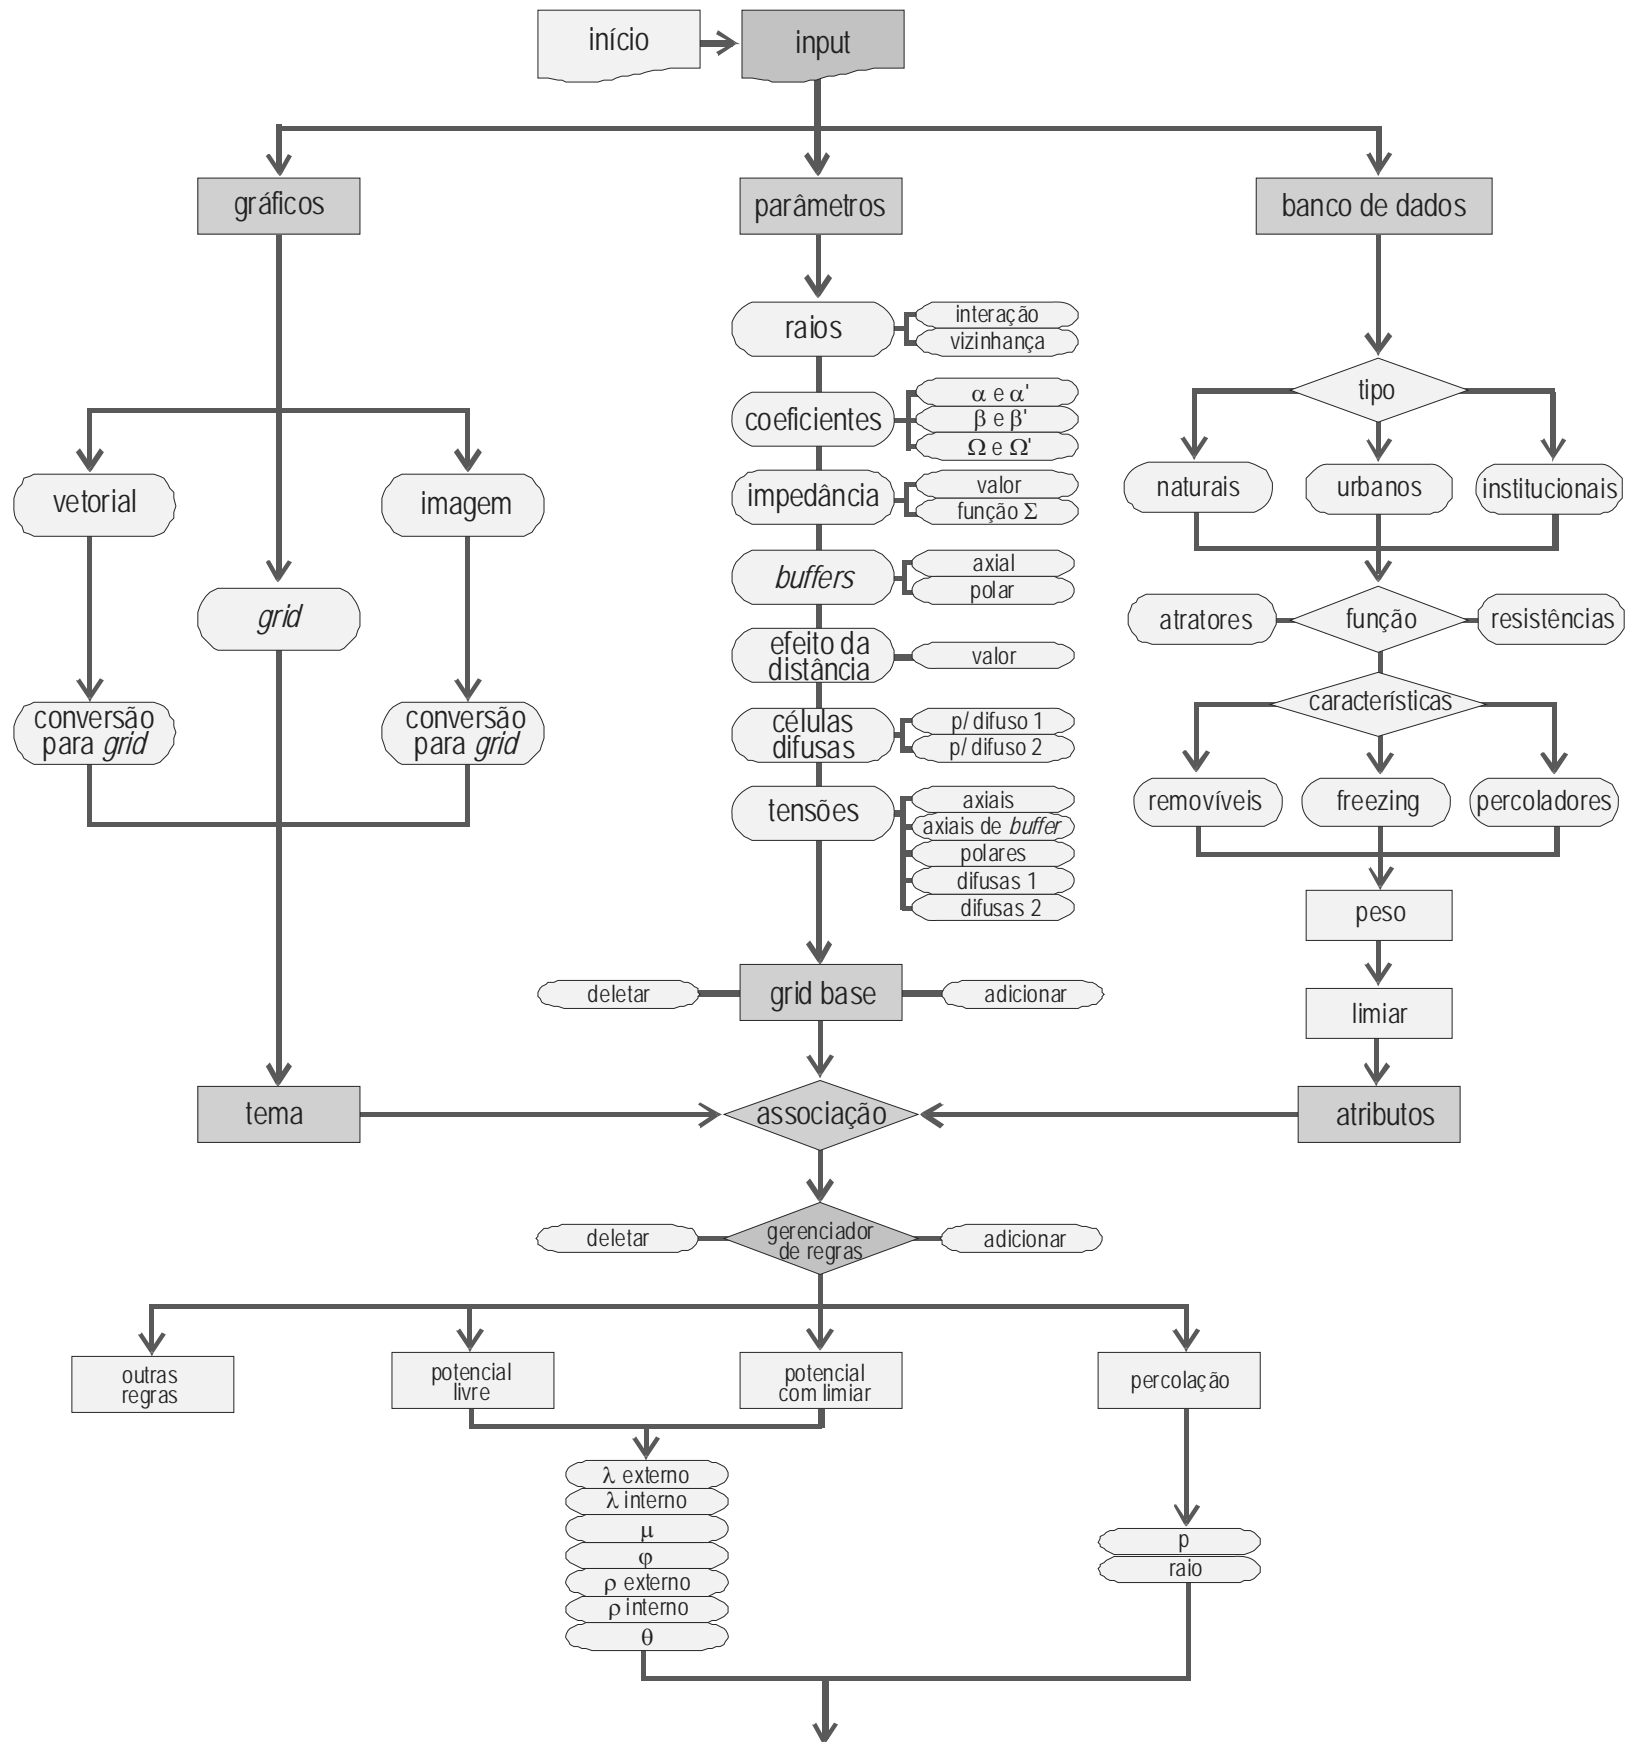 início
input
gráficos
parâmetros
banco de dados
raios
interação
vizinhança
coeficientes
α e α'
β e β'
Ω e Ω'
impedância
valor
função Σ
buffers
axial
polar
efeito da
distância
valor
células
difusas
p/ difuso 1
p/ difuso 2
tensões
axiais
axiais de buffer
polares
difusas 1
difusas 2
vetorial
imagem
grid
conversão
para grid
conversão
para grid
tipo
naturais
urbanos
institucionais
atratores
função
resistências
características
removíveis
freezing
percoladores
peso
limiar
deletar
grid base
adicionar
tema
associação
atributos
deletar
gerenciador
de regras
adicionar
outras
regras
potencial
livre
potencial
com limiar
percolação
λ externo
λ interno
μ
φ
ρ externo
ρ interno
θ
p
raio